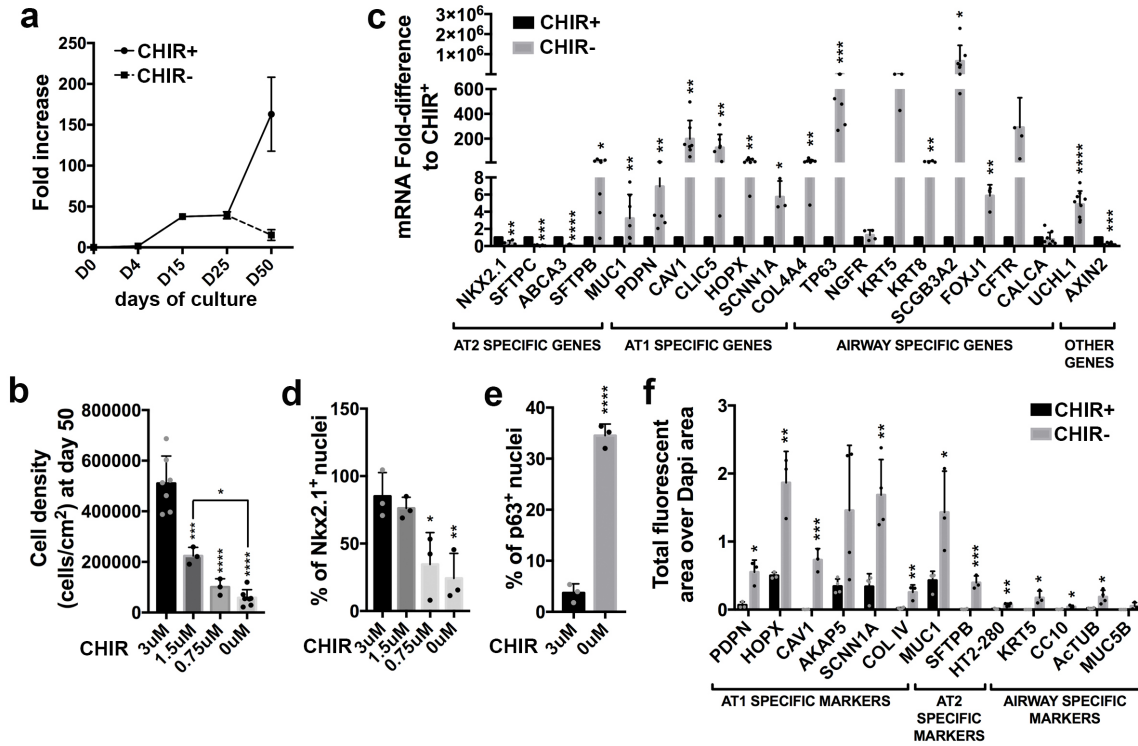 a
Fold increase
250
200
150
100
50
0
CHIR+
CHIR-
D0
D4
D15
D25
D50
days of culture
c
mRNA Fold-difference
to CHIR+
3×10⁶
2×10⁶
1×10⁶
600
400
200
8
6
4
2
0
CHIR+
CHIR-
**
***
****
*
**
**
**
**
**
*
**
***
**
*
**
****
***
NKX2.1
SFTPC
ABCA3
SFTPB
MUC1
PDPN
CAV1
CLIC5
HOPX
SCNN1A
COL4A4
TP63
NGFR
KRT5
KRT8
SCGB3A2
FOXJ1
CFTR
CALCA
UCHL1
AXIN2
AT2 SPECIFIC GENES
AT1 SPECIFIC GENES
AIRWAY SPECIFIC GENES
OTHER
GENES
b
Cell density
(cells/cm²) at day 50
800000
600000
400000
200000
0
*
***
****
****
CHIR
3uM
1.5uM
0.75uM
0uM
d
% of Nkx2.1+ nuclei
150
100
50
0
*
**
CHIR
3uM
1.5uM
0.75uM
0uM
e
% of p63+ nuclei
40
30
20
10
0
****
CHIR
3uM
0uM
f
Total fluorescent
area over Dapi area
3
2
1
0
CHIR+
CHIR-
*
**
***
**
**
*
***
**
*
*
*
PDPN
HOPX
CAV1
AKAP5
SCNN1A
COL IV
MUC1
SFTPB
HT2-280
KRT5
CC10
AcTUB
MUC5B
AT1 SPECIFIC MARKERS
AT2
SPECIFIC
MARKERS
AIRWAY SPECIFIC
MARKERS